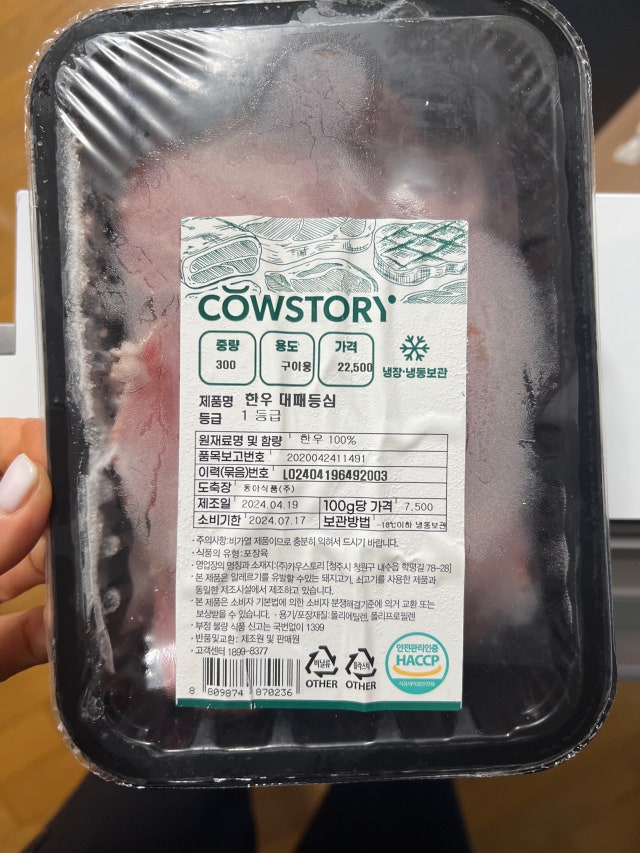 COWSTORY
중량 용도 가격
300 구이용 22,500 냉장·냉동보관
제품명 한우 대패등심
등급 1 등급
원재료명 및 함량 한우 100%
품목보고번호 2020042411491
이력(묶음)번호 L02404196492003
도축장 동아식품(주)
제조일 2024.04.19 100g당 가격 7.500
소비기한 2024.07.17 보관방법 -18℃이하 냉동보관
·주의사항:비가열 제품이므로 충분히 익혀서 드시기 바랍니다.
·식품의 유형:포장육
·영업장의 명칭과 소재지:(주)카우스토리 [청주시 청원구 내수읍 학평길 78-28]
·본 제품은 알레르기를 유발할 수있는 돼지고기, 쇠고기를 사용한 제품과
동일한 제조시설에서 제조하고 있습니다.
·본 제품은 소비자 기본법에 의한 소비자 분쟁해결기준에 의거 교환 또는
보상받을 수 있습니다. ·용기/포장재질:폴리에틸렌, 폴리프로필렌
·부정 불량 식품 신고는 국번없이 1399
·반품및교환: 제조원 및 판매원
·고객센터 1899-8377
비닐류 플라스틱
OTHER OTHER
안전관리인증
HACCP
식품의약품안전처
8 809874 870236